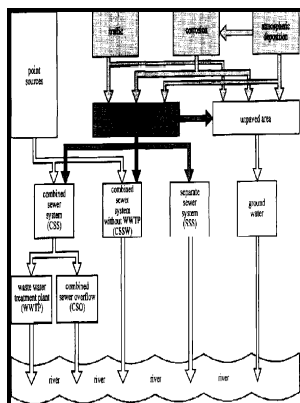 traffic
corrosion
atmospheric
deposition
point
sources
unpaved area
combined
sewer
system
(CSS)
combined
sewer
system
without WWTP
(CSSW)
separate
sewer
system
(SSS)
ground
water
waste water
treatment plant
(WWTP)
combined
sewer overflow
(CSO)
river
river
river
river